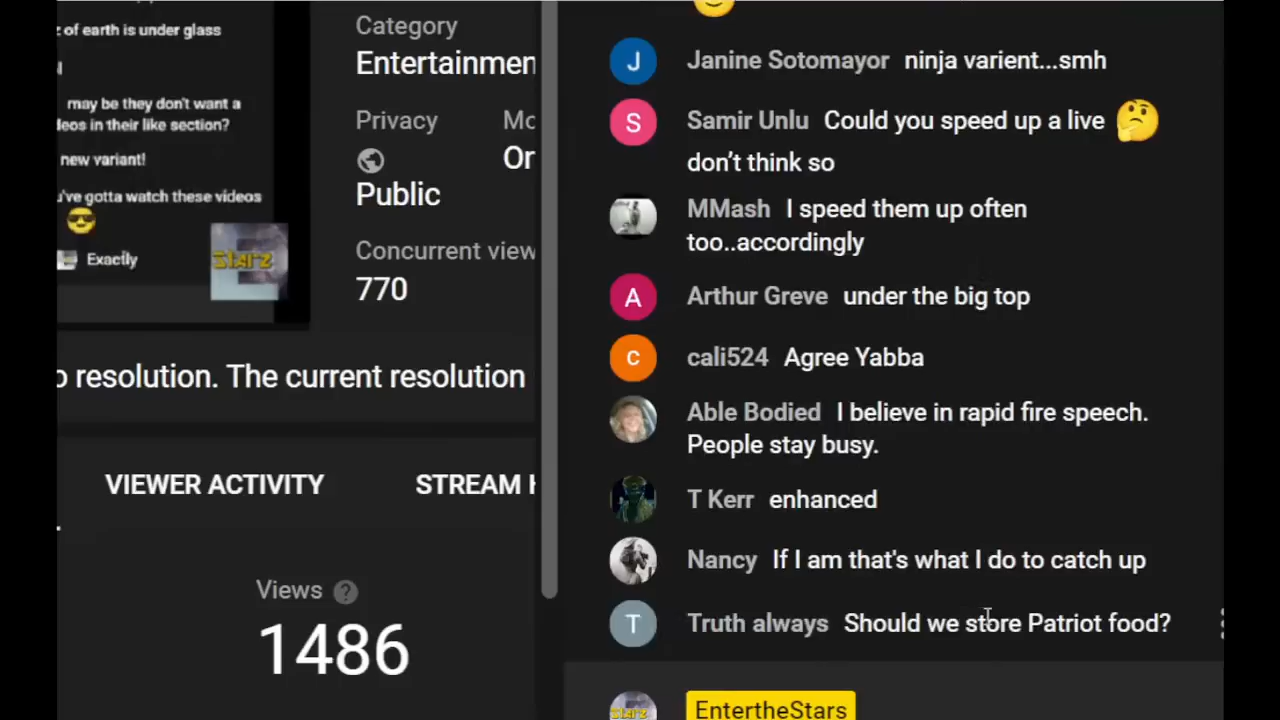 z of earth is under glass
may be they don't want a
deos in their like section?
new variant!
u've gotta watch these videos
Exactly
Starz
Category
Entertainmen
Privacy
Mo
Or
Public
Concurrent view
770
o resolution. The current resolution
VIEWER ACTIVITY
STREAM H
Views ?
1486
J Janine Sotomayor ninja varient...smh
S Samir Unlu Could you speed up a live 🤔
don't think so
MMash I speed them up often
too..accordingly
A Arthur Greve under the big top
c cali524 Agree Yabba
Able Bodied I believe in rapid fire speech.
People stay busy.
T Kerr enhanced
Nancy If I am that's what I do to catch up
T Truth always Should we store Patriot food?
EntertheStars